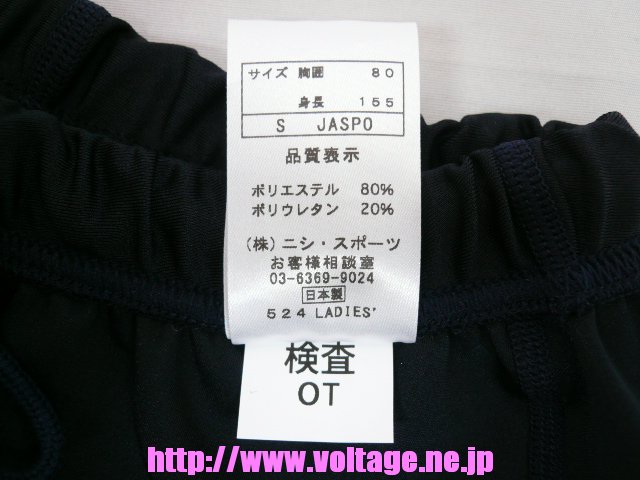 サイズ 胸囲 80
身長 155
S JASPO
品質表示
ポリエステル 80%
ポリウレタン 20%
(株)ニシ・スポーツ
お客様相談室
03-6369-9024
日本製
524 LADIES'
検査
OT
http://www.voltage.ne.jp